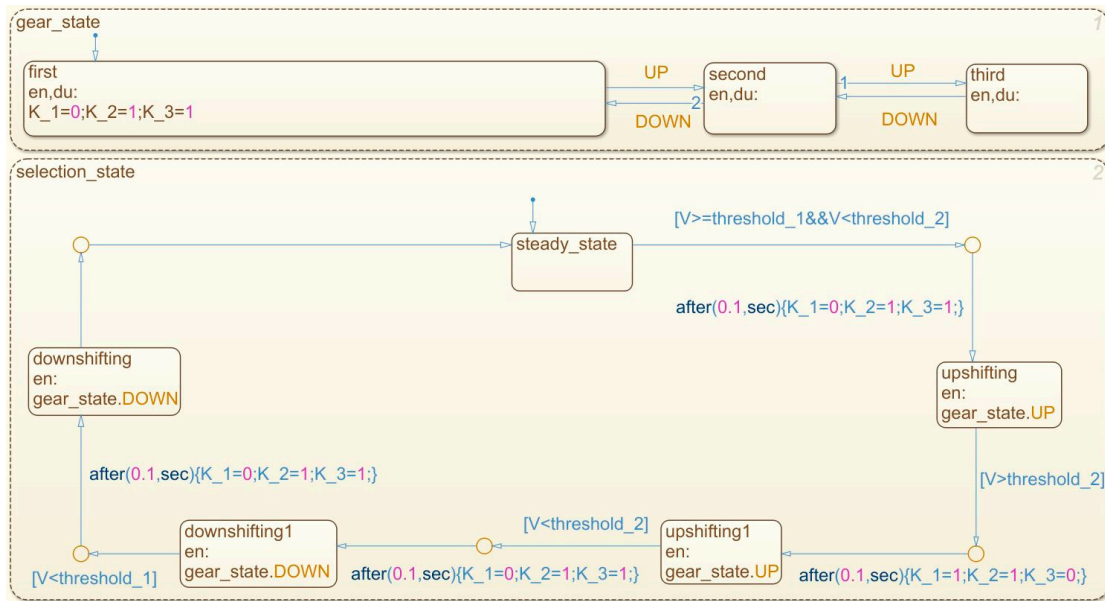 gear_state
1
first
en,du:
K_1=0;K_2=1;K_3=1
UP
2
DOWN
second
en,du:
1
UP
DOWN
third
en,du:
selection_state
2
steady_state
[V>=threshold_1&&V<threshold_2]
after(0.1,sec){K_1=0;K_2=1;K_3=1;}
downshifting
en:
gear_state.DOWN
upshifting
en:
gear_state.UP
after(0.1,sec){K_1=0;K_2=1;K_3=1;}
[V>threshold_2]
[V<threshold_1]
downshifting1
en:
gear_state.DOWN
[V<threshold_2]
after(0.1,sec){K_1=0;K_2=1;K_3=1;}
upshifting1
en:
gear_state.UP
after(0.1,sec){K_1=1;K_2=1;K_3=0;}